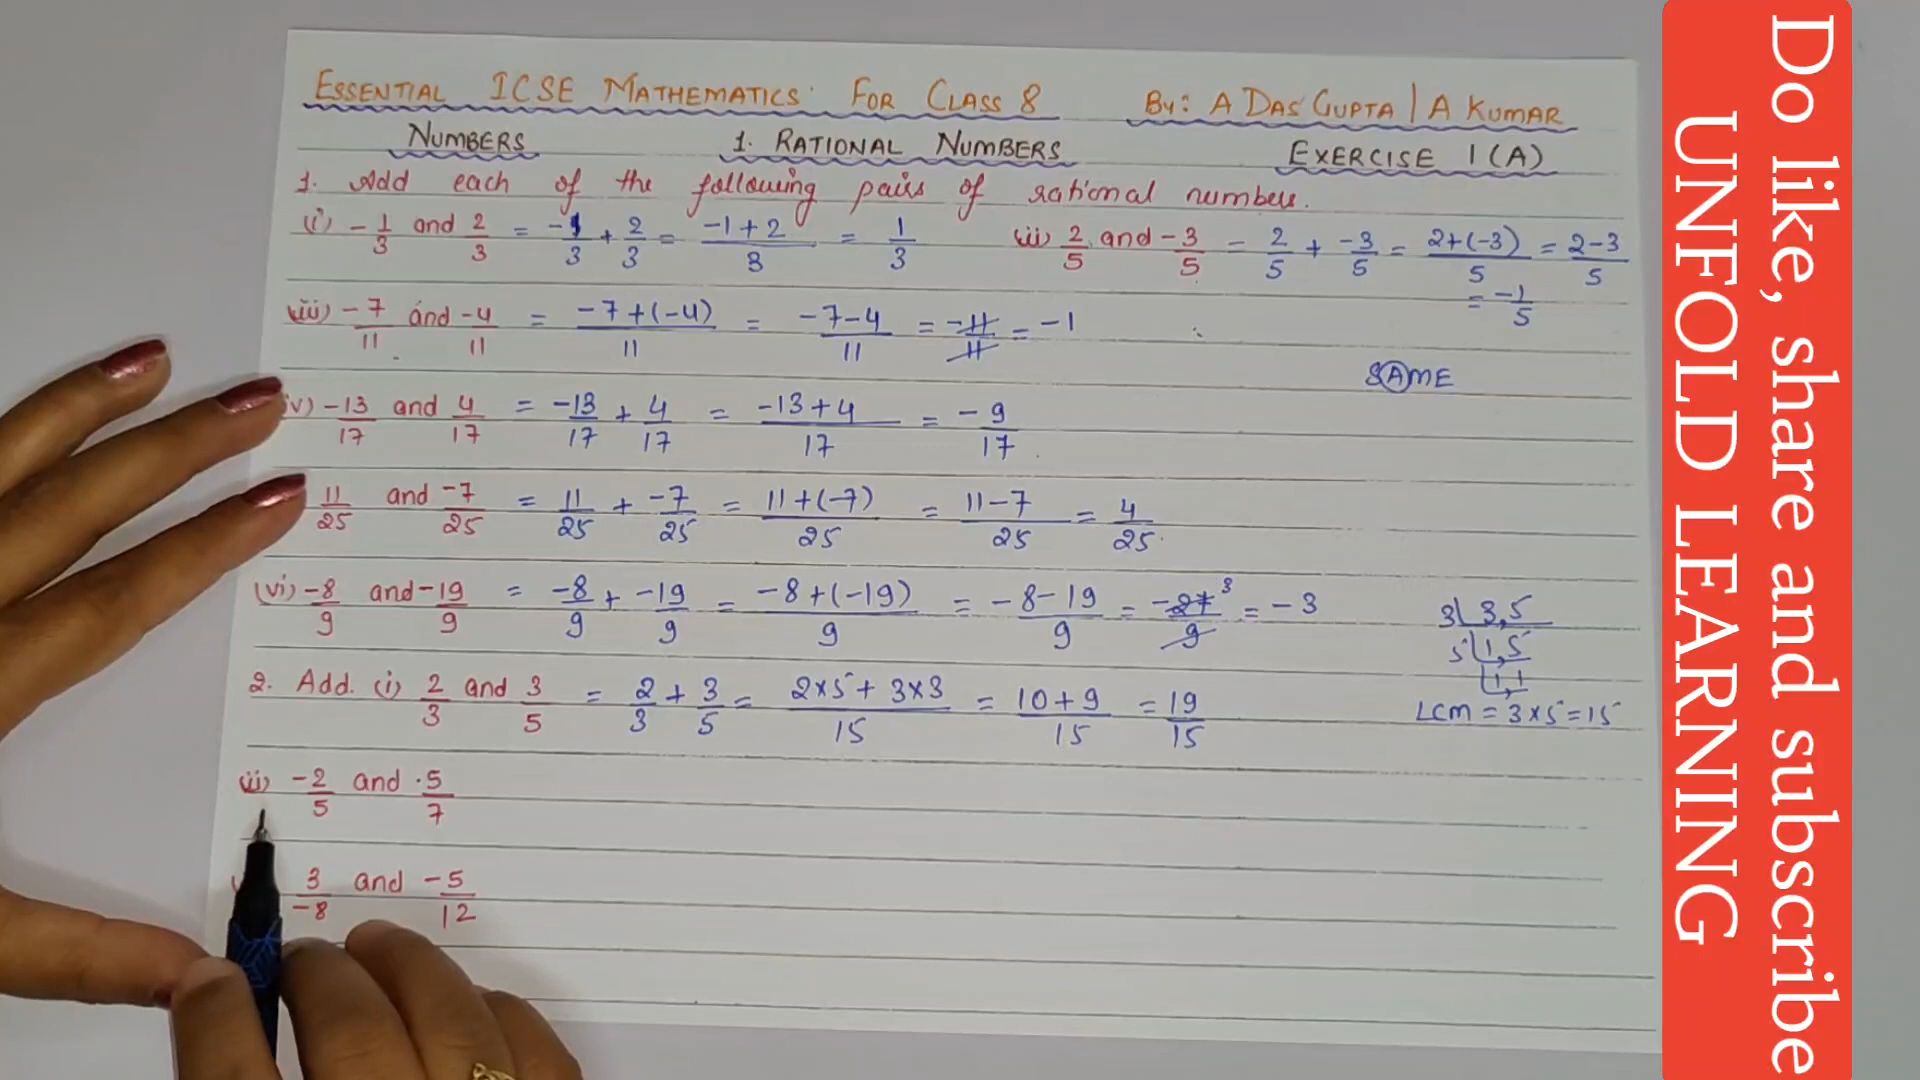 ESSENTIAL ICSE MATHEMATICS FOR CLASS 8 BY: A DAS GUPTA | A KUMAR
NUMBERS 1. RATIONAL NUMBERS EXERCISE 1(A)
1. Add each of the following pairs of rational numbers.
(i) -1/3 and 2/3 = -1/3 + 2/3 = (-1+2)/3 = 1/3
(ii) 2/5 and -3/5 = 2/5 + -3/5 = (2+(-3))/5 = (2-3)/5
= -1/5
(iii) -7/11 and -4/11 = (-7+(-4))/11 = (-7-4)/11 = -11/11 = -1
SAME
iv) -13/17 and 4/17 = -13/17 + 4/17 = (-13+4)/17 = -9/17
11/25 and -7/25 = 11/25 + -7/25 = (11+(-7))/25 = (11-7)/25 = 4/25
(vi) -8/9 and -19/9 = -8/9 + -19/9 = (-8+(-19))/9 = (-8-19)/9 = -27/9 3 = -3
3 | 3, 5
5 | 1, 5
1, 1
LCM = 3×5 = 15
2. Add. (i) 2/3 and 3/5 = 2/3 + 3/5 = (2×5 + 3×3)/15 = (10+9)/15 = 19/15
(ii) -2/5 and 5/7
3/-8 and -5/12
Do like, share and subscribe
UNFOLD LEARNING